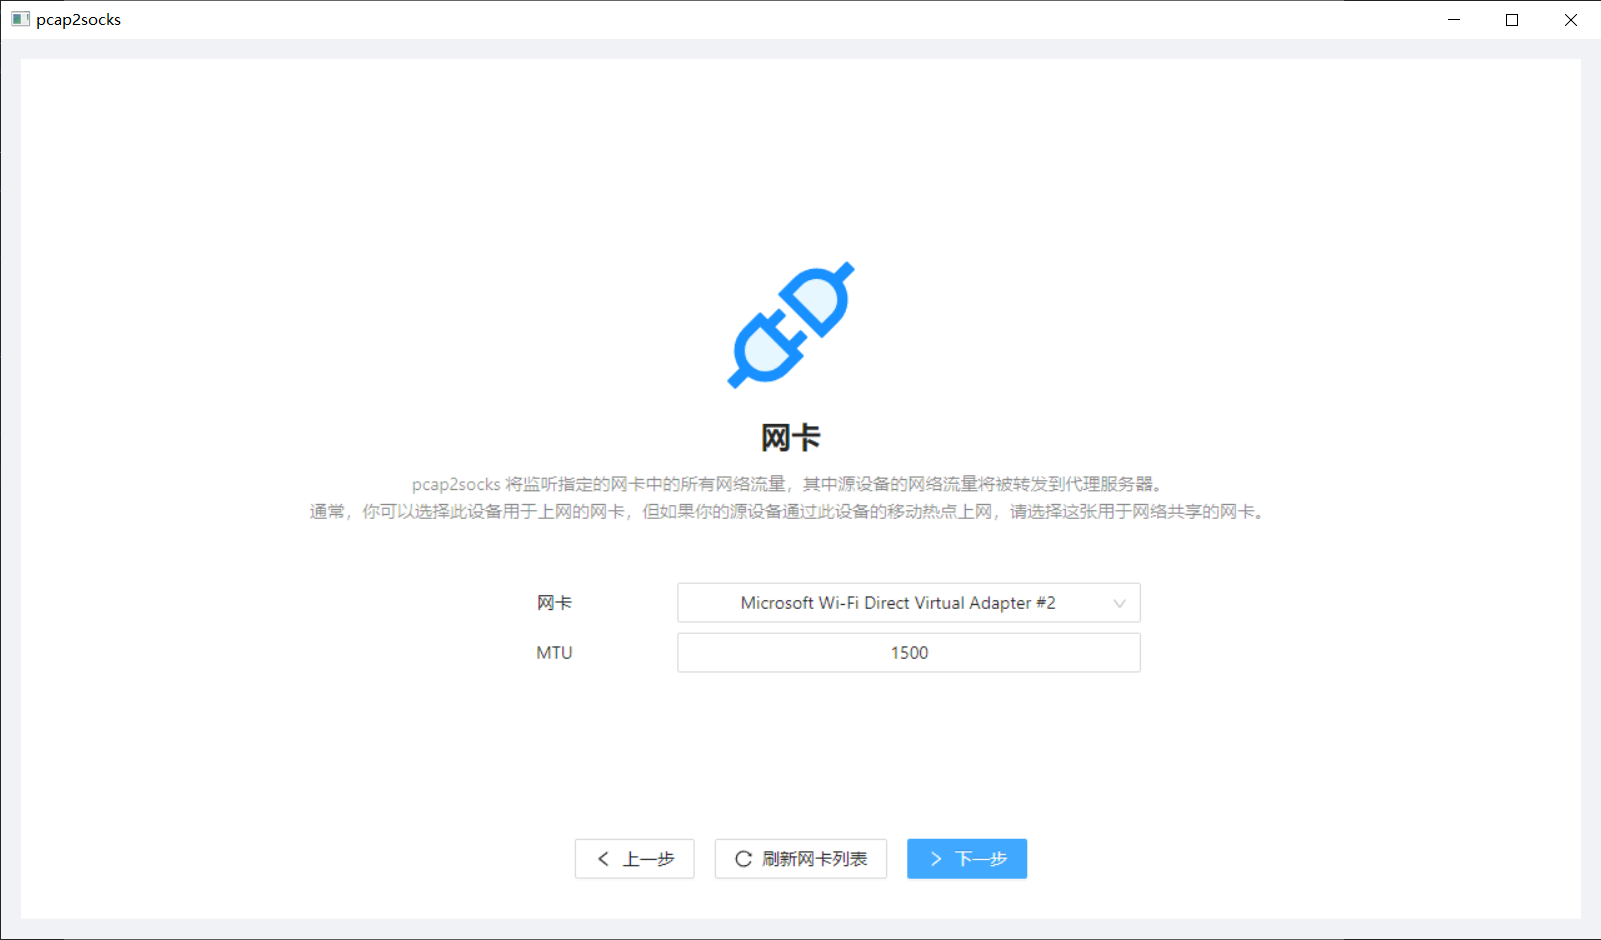 pcap2socks
网卡
pcap2socks 将监听指定的网卡中的所有网络流量，其中源设备的网络流量将被转发到代理服务器。
通常，你可以选择此设备用于上网的网卡，但如果你的源设备通过此设备的移动热点上网，请选择这张用于网络共享的网卡。
网卡 Microsoft Wi-Fi Direct Virtual Adapter #2
MTU 1500
上一步 刷新网卡列表 下一步